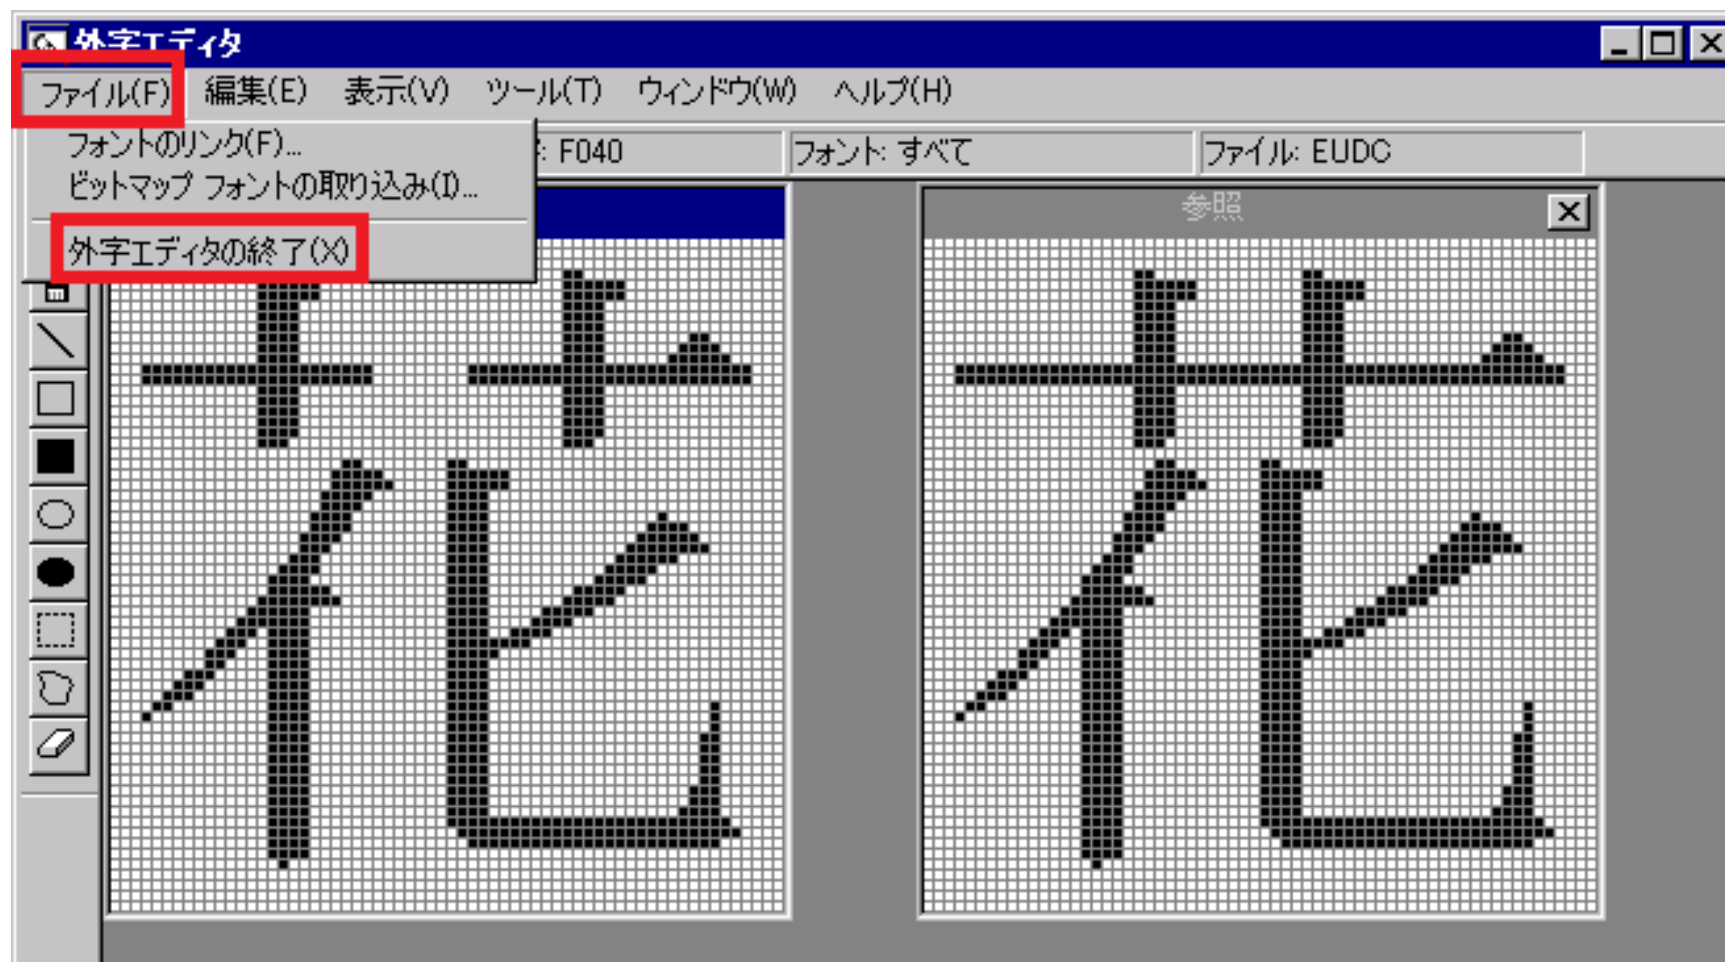 外字エディタ
ファイル(F) 編集(E) 表示(V) ツール(T) ウィンドウ(W) ヘルプ(H)
フォントのリンク(F)...
ビットマップ フォントの取り込み(I)...
外字エディタの終了(X)
: F040 フォント: すべて ファイル: EUDC
参照
花 花